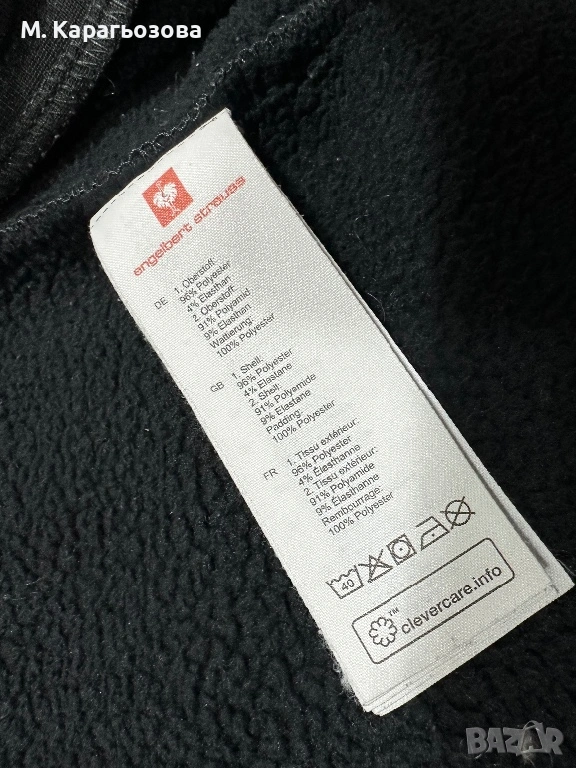 М. Карагьозова
engelbert strauss
DE
1. Oberstoff:
96% Polyester
4% Elasthan
2. Oberstoff:
91% Polyamid
9% Elasthan
Wattierung:
100% Polyester
GB
1. Shell:
96% Polyester
4% Elastane
2. Shell:
91% Polyamide
9% Elastane
Padding:
100% Polyester
FR
1. Tissu extérieur:
96% Polyester
4% Élasthanne
2. Tissu extérieur:
91% Polyamide
9% Élasthanne
Rembourrage:
100% Polyester
40
™ clevercare.info
BAZAR